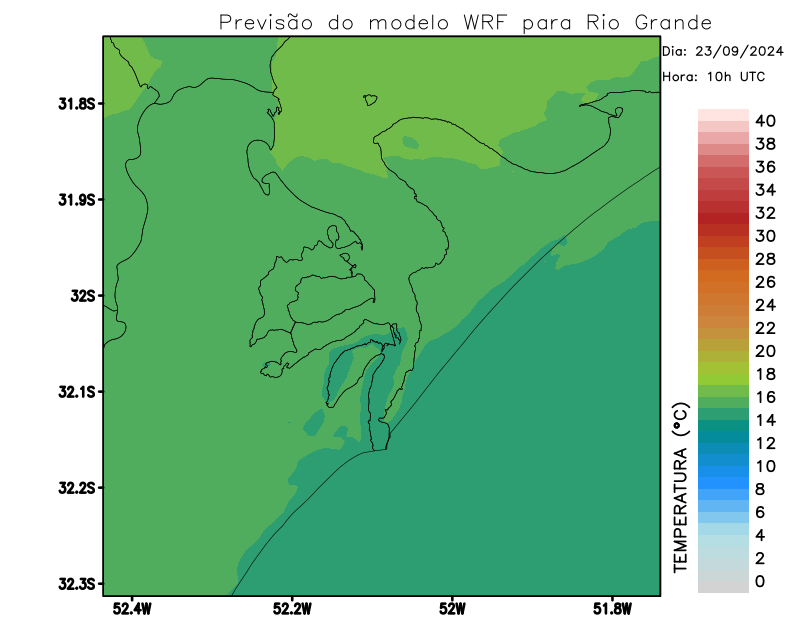 Previsão do modelo WRF para Rio Grande
Dia: 23/09/2024
Hora: 10h UTC
31.8S
31.9S
32S
32.1S
32.2S
32.3S
52.4W
52.2W
52W
51.8W
TEMPERATURA (°C)
40
38
36
34
32
30
28
26
24
22
20
18
16
14
12
10
8
6
4
2
0